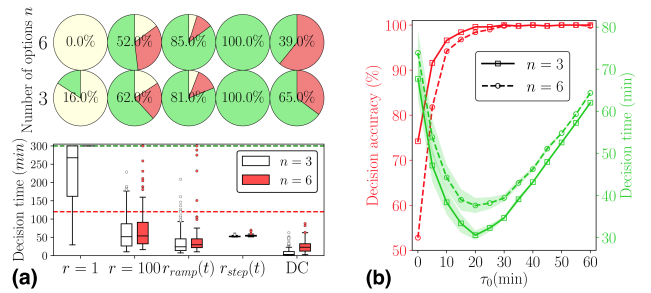 Number of options n
6
0.0%
52.0%
85.0%
100.0%
39.0%
3
16.0%
62.0%
81.0%
100.0%
65.0%
Decision time (min)
300
250
200
150
100
50
0
n = 3
n = 6
r = 1
r = 100
r_ramp(t)
r_step(t)
DC
(a)
Decision accuracy (%)
100
90
80
70
60
50
n = 3
n = 6
0
10
20
30
40
50
60
τ₀(min)
80
70
60
50
40
30
Decision time (min)
(b)